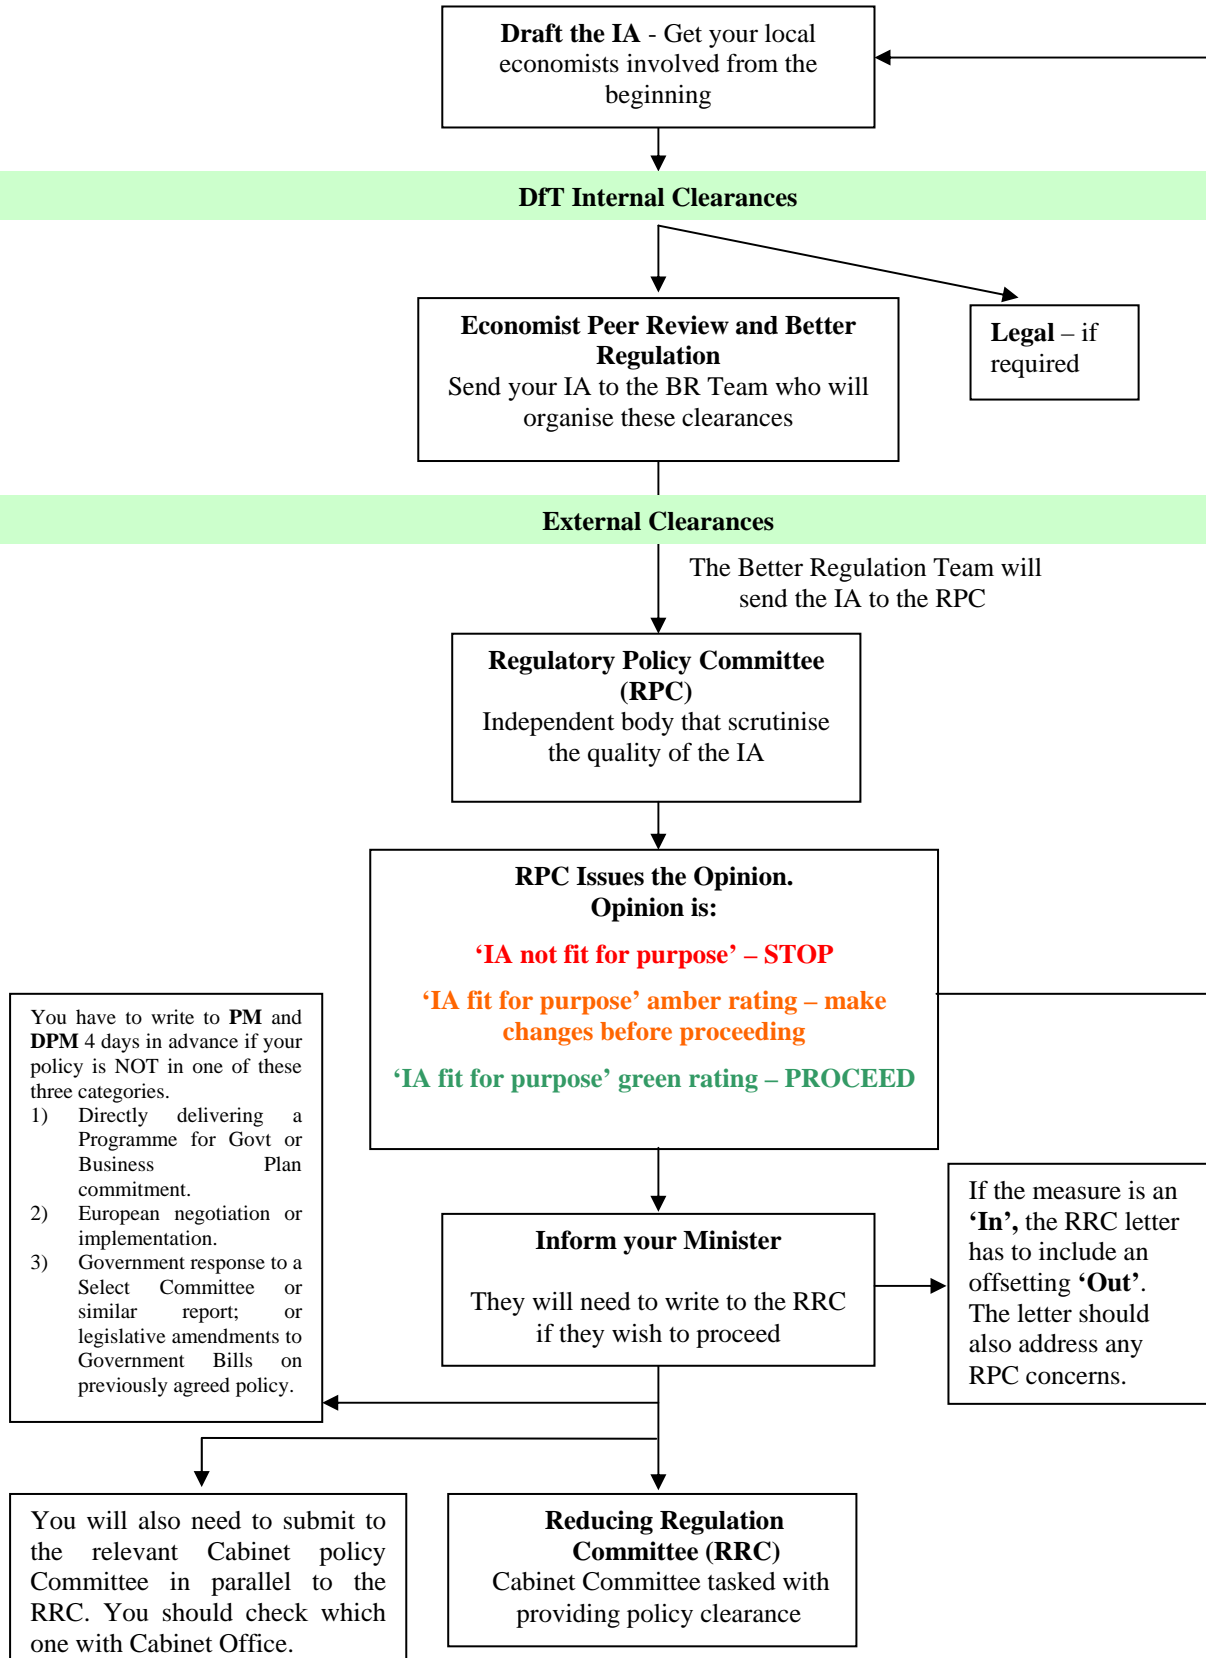 Draft the IA - Get your local
economists involved from the
beginning
DfT Internal Clearances
Economist Peer Review and Better
Regulation
Send your IA to the BR Team who will
organise these clearances
Legal – if
required
External Clearances
The Better Regulation Team will
send the IA to the RPC
Regulatory Policy Committee
(RPC)
Independent body that scrutinise
the quality of the IA
RPC Issues the Opinion.
Opinion is:
‘IA not fit for purpose’ – STOP
‘IA fit for purpose’ amber rating – make
changes before proceeding
‘IA fit for purpose’ green rating – PROCEED
You have to write to PM and
DPM 4 days in advance if your
policy is NOT in one of these
three categories.
1) Directly delivering a
Programme for Govt or
Business Plan
commitment.
2) European negotiation or
implementation.
3) Government response to a
Select Committee or
similar report; or
legislative amendments to
Government Bills on
previously agreed policy.
Inform your Minister
They will need to write to the RRC
if they wish to proceed
If the measure is an
‘In’, the RRC letter
has to include an
offsetting ‘Out’.
The letter should
also address any
RPC concerns.
You will also need to submit to
the relevant Cabinet policy
Committee in parallel to the
RRC. You should check which
one with Cabinet Office.
Reducing Regulation
Committee (RRC)
Cabinet Committee tasked with
providing policy clearance